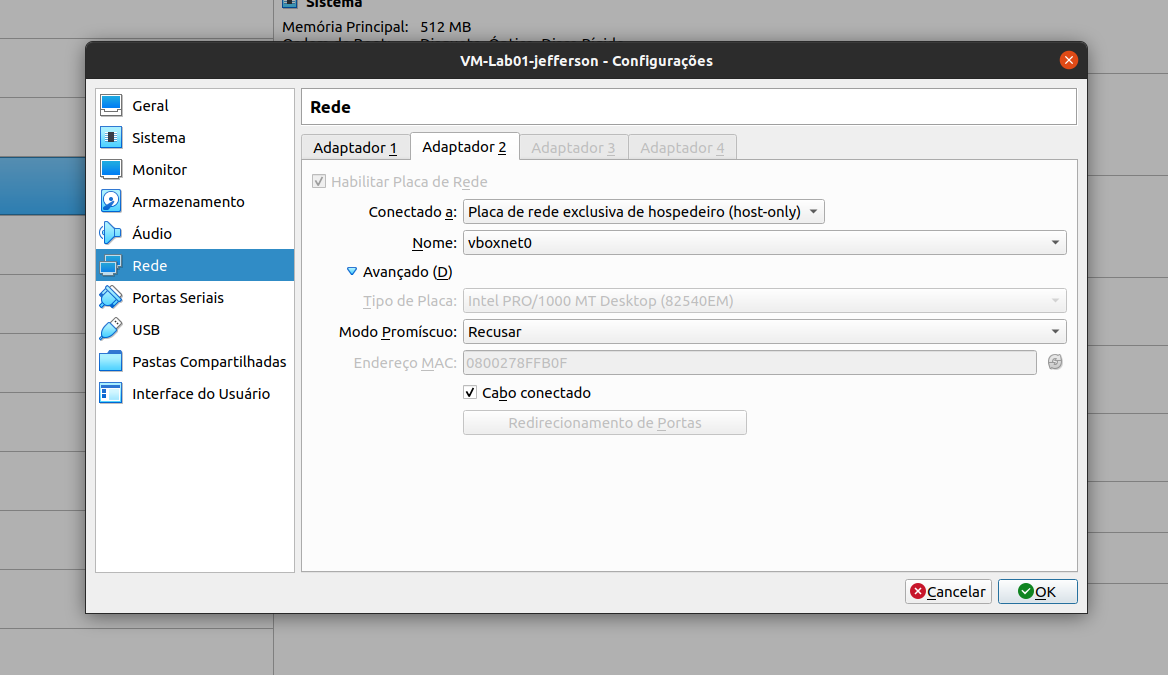 Sistema
Memória Principal: 512 MB
VM-Lab01-jefferson - Configurações
Geral
Sistema
Monitor
Armazenamento
Áudio
Rede
Portas Seriais
USB
Pastas Compartilhadas
Interface do Usuário
Rede
Adaptador 1 Adaptador 2 Adaptador 3 Adaptador 4
Habilitar Placa de Rede
Conectado a: Placa de rede exclusiva de hospedeiro (host-only)
Nome: vboxnet0
Avançado (D)
Tipo de Placa: Intel PRO/1000 MT Desktop (82540EM)
Modo Promíscuo: Recusar
Endereço MAC: 0800278FFB0F
Cabo conectado
Redirecionamento de Portas
Cancelar OK